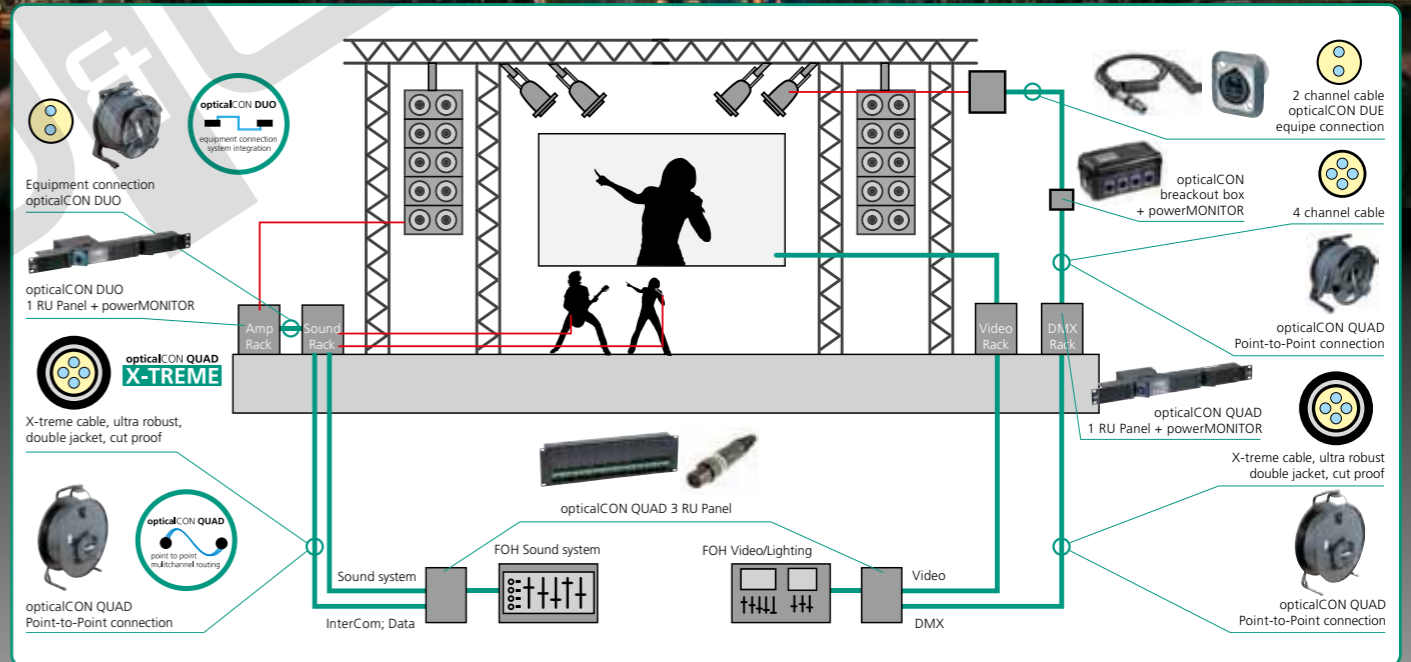 opticalCON DUO
equipment connection
system integration
Equipment connection
opticalCON DUO
opticalCON DUO
1 RU Panel + powerMONITOR
Amp
Rack
Sound
Rack
opticalCON QUAD
X-TREME
X-treme cable, ultra robust,
double jacket, cut proof
opticalCON QUAD
point to point
mulitchannel routing
opticalCON QUAD
Point-to-Point connection
opticalCON QUAD 3 RU Panel
Sound system
InterCom; Data
FOH Sound system
FOH Video/Lighting
Video
DMX
Video
Rack
DMX
Rack
2 channel cable
opticalCON DUE
equipe connection
opticalCON
breackout box
+ powerMONITOR
4 channel cable
opticalCON QUAD
Point-to-Point connection
opticalCON QUAD
1 RU Panel + powerMONITOR
X-treme cable, ultra robust
double jacket, cut proof
opticalCON QUAD
Point-to-Point connection